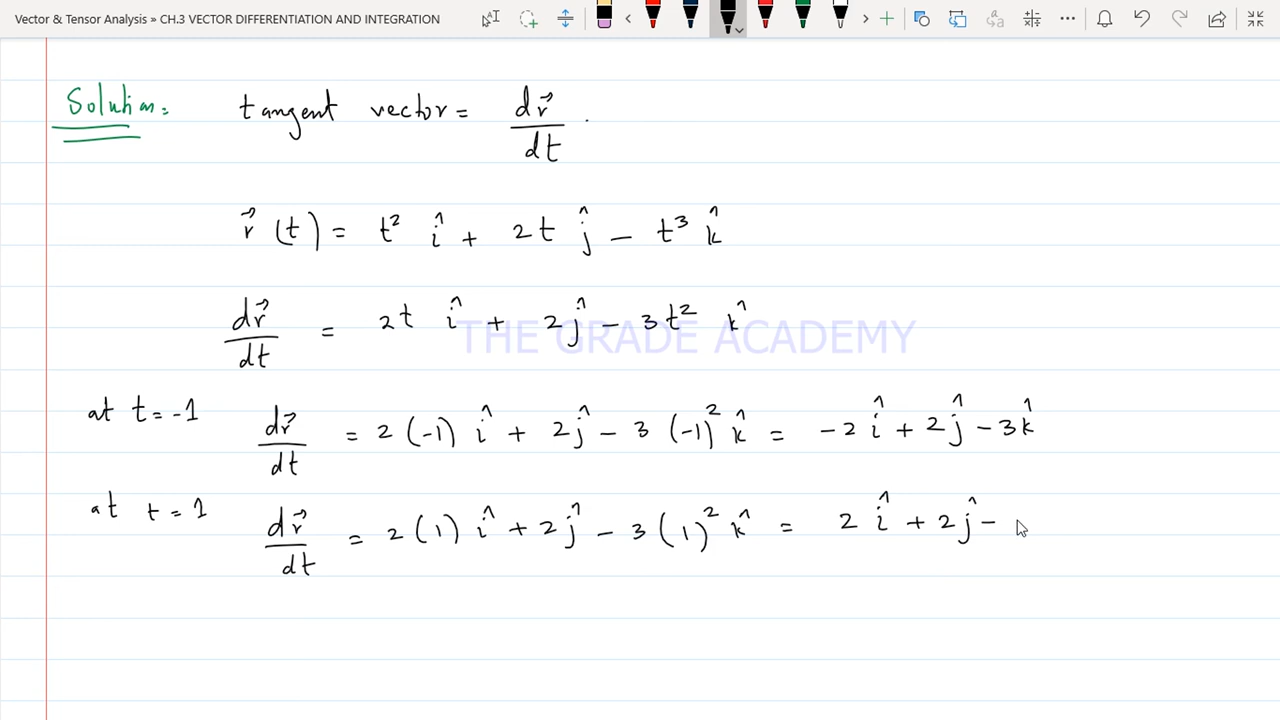 Vector & Tensor Analysis » CH.3 VECTOR DIFFERENTIATION AND INTEGRATION
Solution:
tangent vector = dr⃗/dt .
r⃗ (t) = t² î + 2t ĵ − t³ k̂
dr⃗/dt = 2t î + 2ĵ − 3t² k̂
THE GRADE ACADEMY
at t = -1 dr⃗/dt = 2 (-1) î + 2ĵ − 3 (-1)² k̂ = −2 î + 2ĵ − 3k̂
at t = 1 dr⃗/dt = 2 (1) î + 2ĵ − 3 (1)² k̂ = 2 î + 2ĵ −